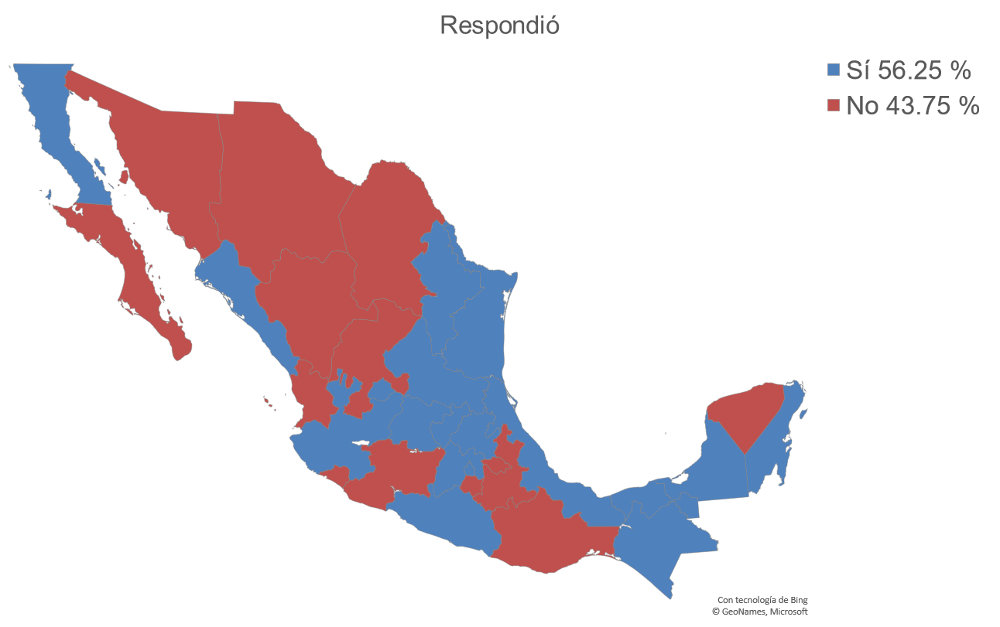 Respondió
Sí 56.25 %
No 43.75 %
Con tecnología de Bing
© GeoNames, Microsoft